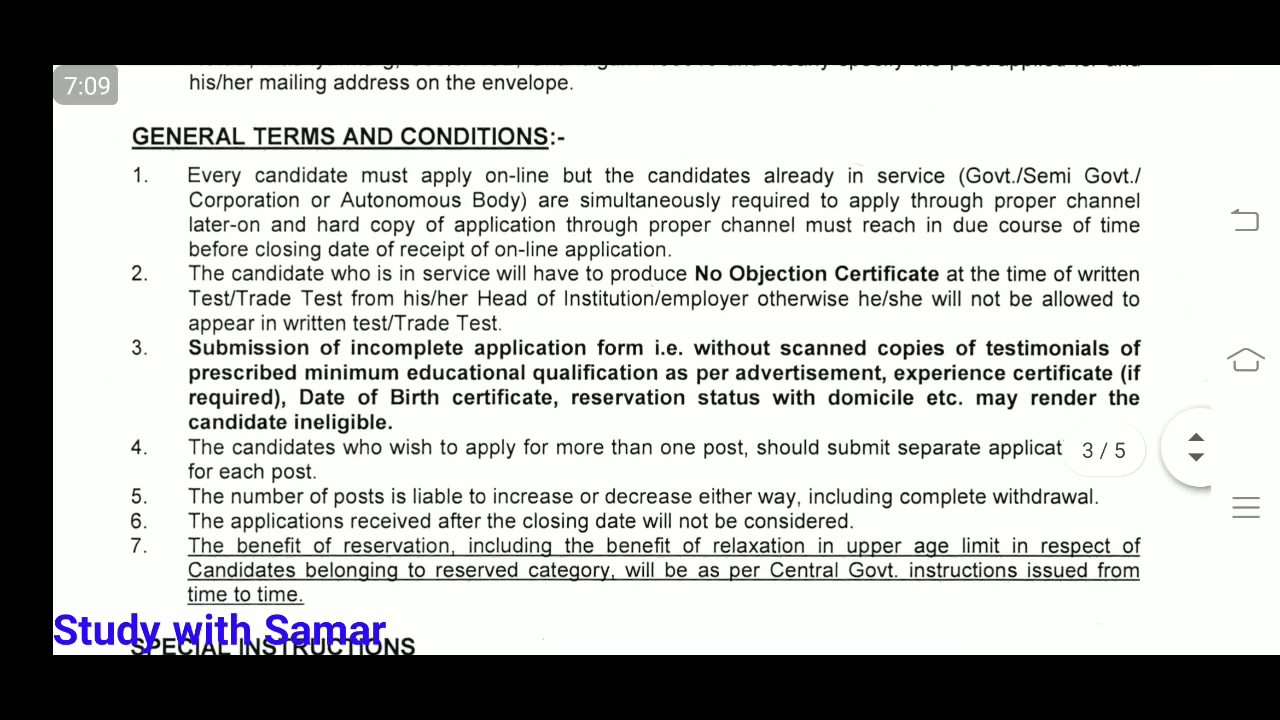 7:09
his/her mailing address on the envelope.
GENERAL TERMS AND CONDITIONS:-
1. Every candidate must apply on-line but the candidates already in service (Govt./Semi Govt./
Corporation or Autonomous Body) are simultaneously required to apply through proper channel
later-on and hard copy of application through proper channel must reach in due course of time
before closing date of receipt of on-line application.
2. The candidate who is in service will have to produce No Objection Certificate at the time of written
Test/Trade Test from his/her Head of Institution/employer otherwise he/she will not be allowed to
appear in written test/Trade Test.
3. Submission of incomplete application form i.e. without scanned copies of testimonials of
prescribed minimum educational qualification as per advertisement, experience certificate (if
required), Date of Birth certificate, reservation status with domicile etc. may render the
candidate ineligible.
4. The candidates who wish to apply for more than one post, should submit separate applicat
3 / 5
for each post.
5. The number of posts is liable to increase or decrease either way, including complete withdrawal.
6. The applications received after the closing date will not be considered.
7. The benefit of reservation, including the benefit of relaxation in upper age limit in respect of
Candidates belonging to reserved category, will be as per Central Govt. instructions issued from
time to time.
Study with Samar
SPECIAL INSTRUCTIONS